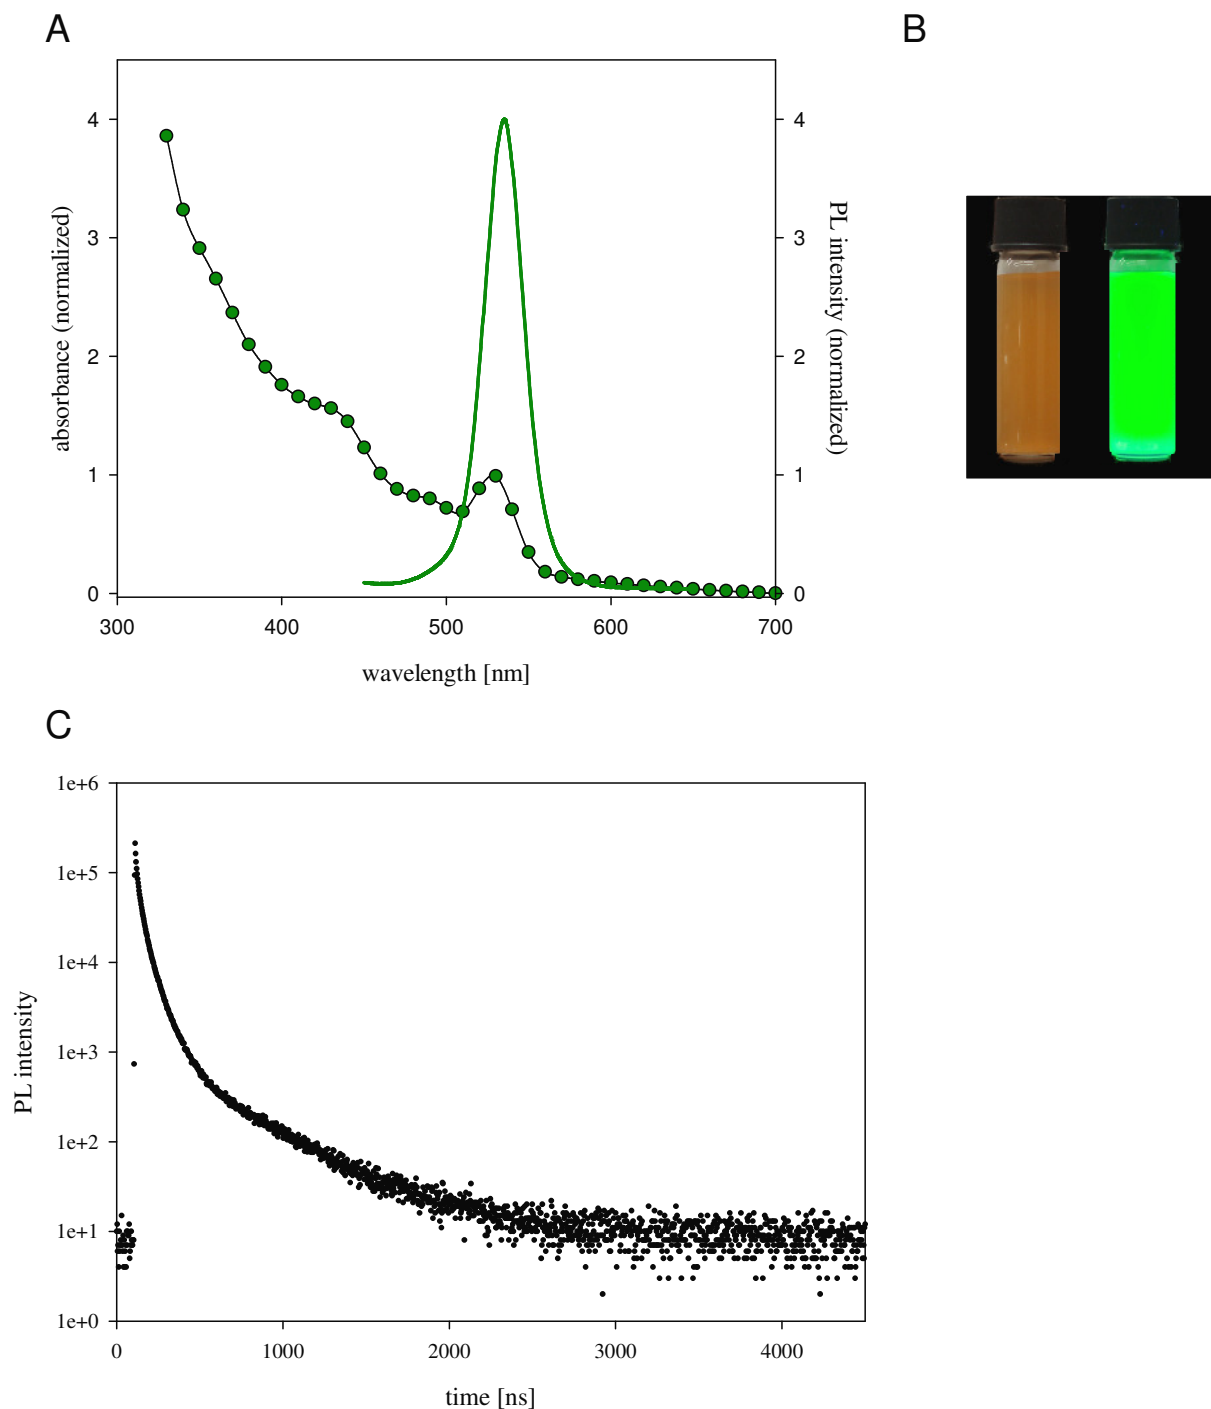 A
B
4
4
3
3
2
2
1
1
0
0
absorbance (normalized)
PL intensity (normalized)
300
400
500
600
700
wavelength [nm]
C
1e+6
1e+5
1e+4
1e+3
1e+2
1e+1
1e+0
PL intensity
0
1000
2000
3000
4000
time [ns]